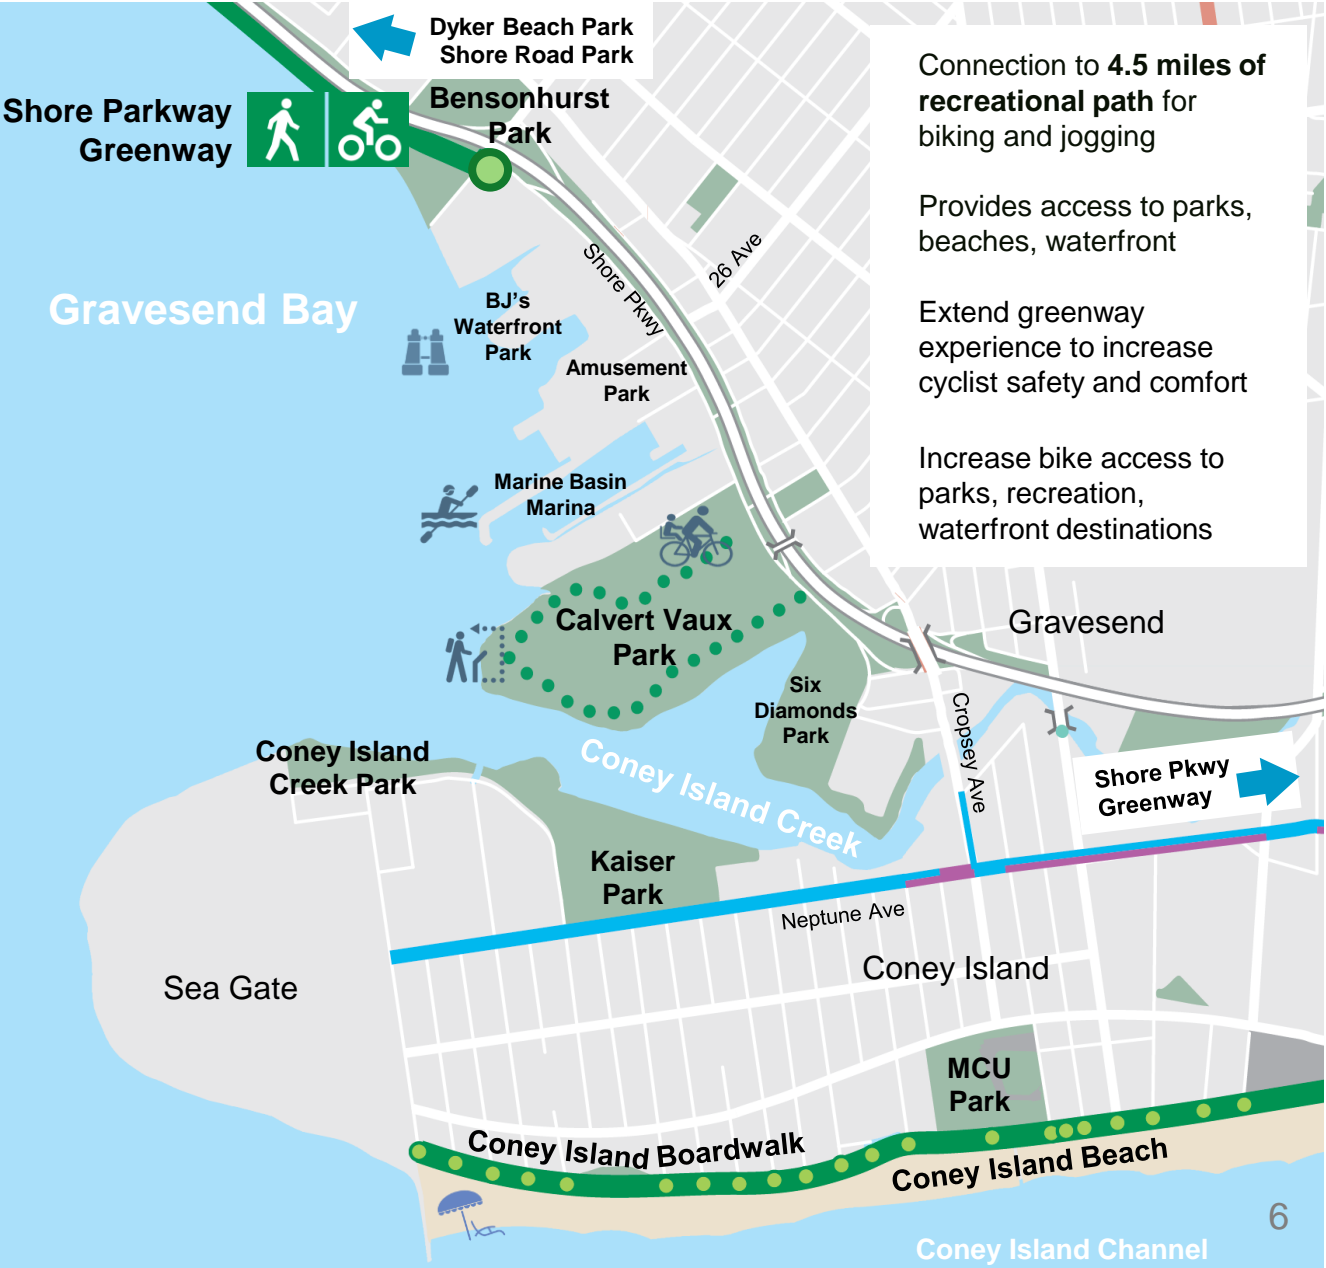 Dyker Beach Park
Shore Road Park
Connection to 4.5 miles of
recreational path for
biking and jogging
Provides access to parks,
beaches, waterfront
Extend greenway
experience to increase
cyclist safety and comfort
Increase bike access to
parks, recreation,
waterfront destinations
Shore Parkway
Greenway
Bensonhurst
Park
Shore Pkwy
26 Ave
Gravesend Bay
BJ's
Waterfront
Park
Amusement
Park
Marine Basin
Marina
Calvert Vaux
Park
Gravesend
Six
Diamonds
Park
Cropsey Ave
Coney Island
Creek Park
Coney Island Creek
Shore Pkwy
Greenway
Kaiser
Park
Neptune Ave
Sea Gate
Coney Island
MCU
Park
Coney Island Boardwalk
Coney Island Beach
6
Coney Island Channel